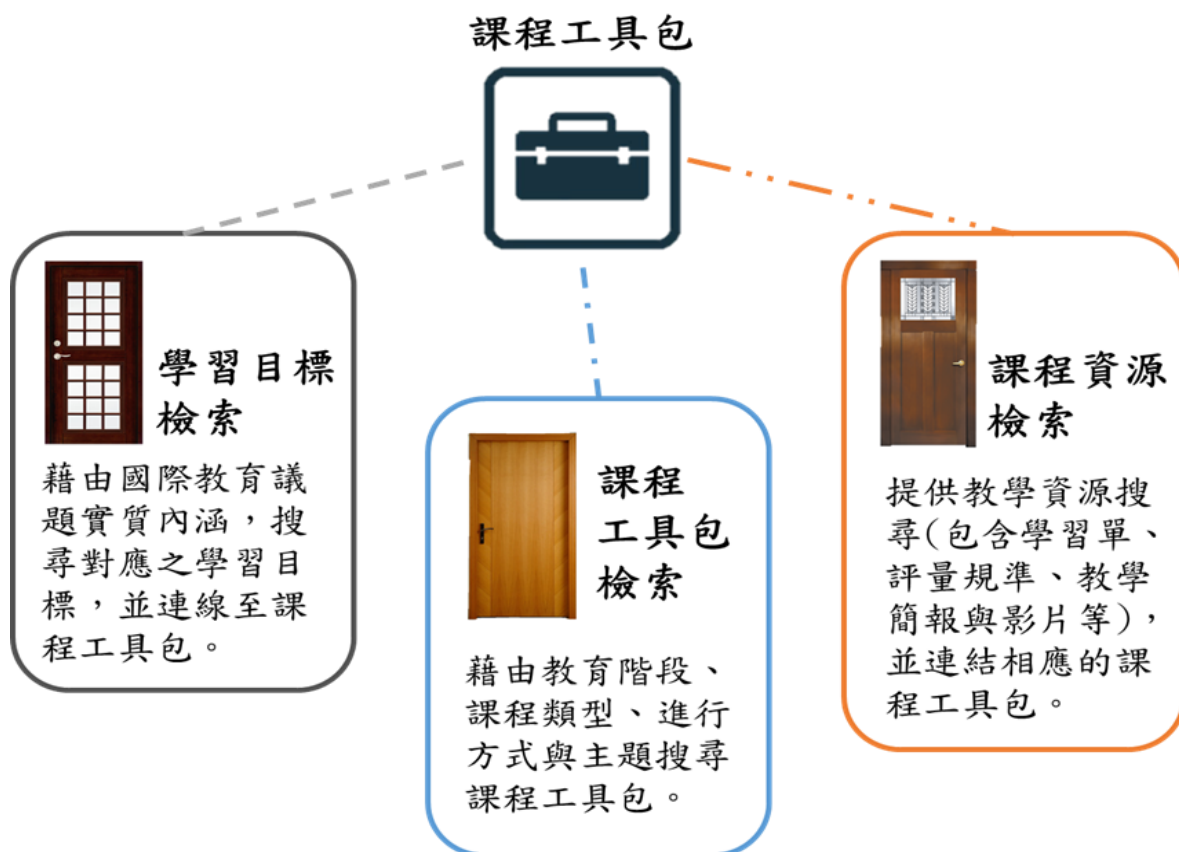 課程工具包
學習目標
檢索
藉由國際教育議
題實質內涵，搜
尋對應之學習目
標，並連線至課
程工具包。
課程
工具包
檢索
藉由教育階段、
課程類型、進行
方式與主題搜尋
課程工具包。
課程資源
檢索
提供教學資源搜
尋(包含學習單、
評量規準、教學
簡報與影片等)，
並連結相應的課
程工具包。